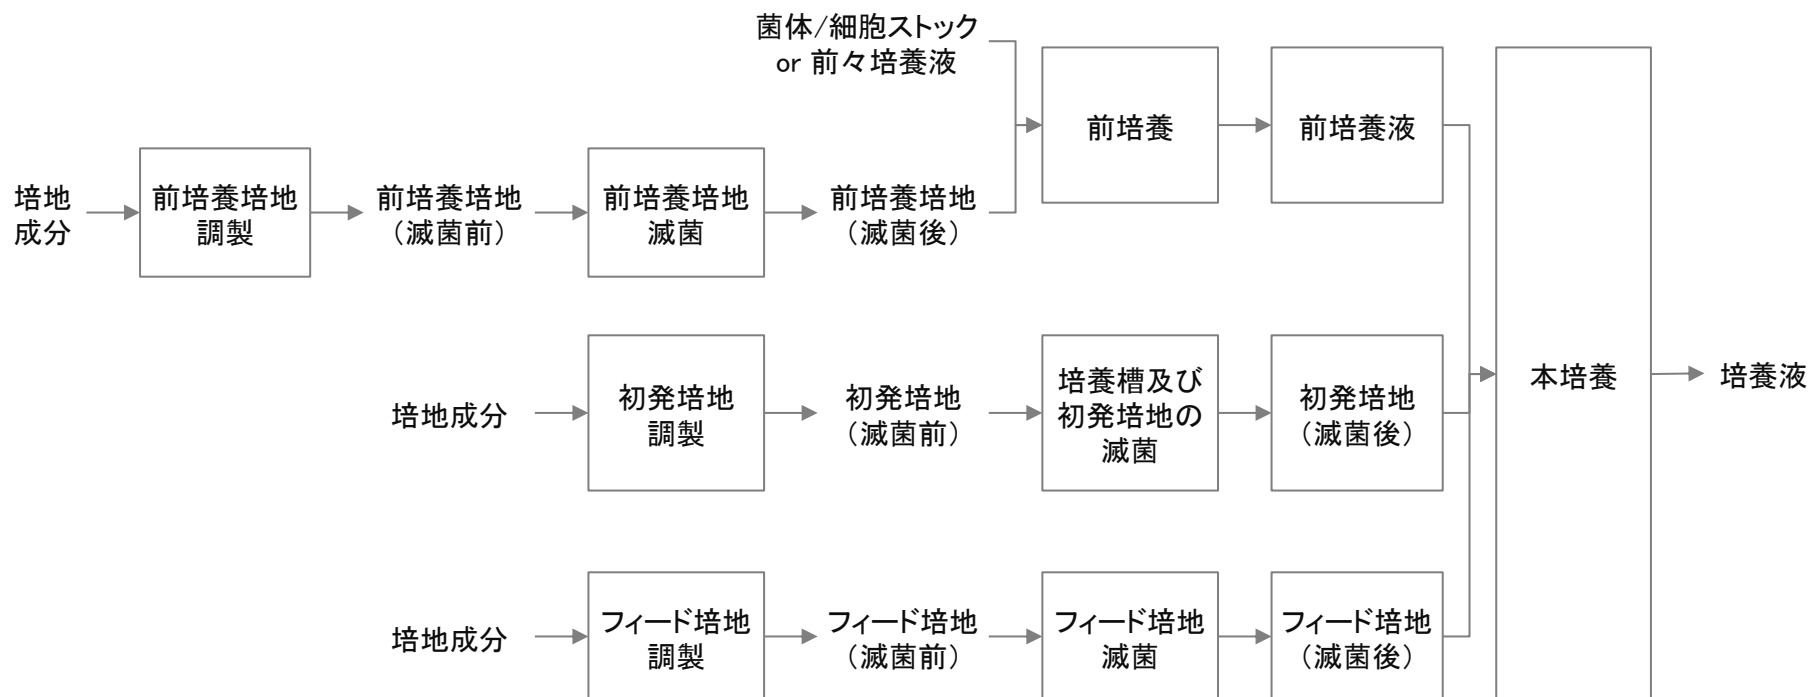 菌体/細胞ストック
or 前々培養液
前培養
前培養液
培地
成分
前培養培地
調製
前培養培地
（滅菌前）
前培養培地
滅菌
前培養培地
（滅菌後）
培地成分
初発培地
調製
初発培地
（滅菌前）
培養槽及び
初発培地の
滅菌
初発培地
（滅菌後）
本培養
培養液
培地成分
フィード培地
調製
フィード培地
（滅菌前）
フィード培地
滅菌
フィード培地
（滅菌後）